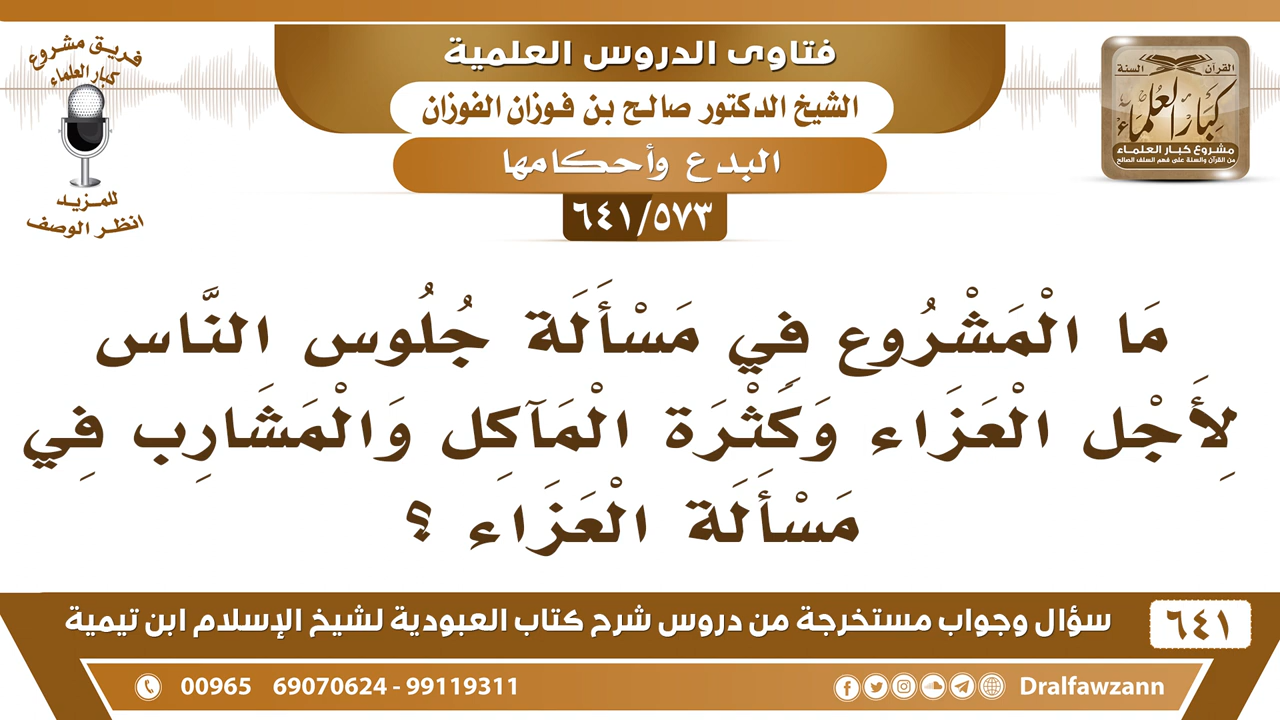 فتاوى الدروس العلمية
الشيخ الدكتور صالح بن فوزان الفوزان
البدع وأحكامها
٥٧٣/٦٤١
فريق مشروع
كبار العلماء
للمزيد
انظر الوصف
القرآن السنة
كبار العلماء
مشروع كبار العلماء
من القرآن والسنة على فهم السلف الصالح
مَا الْمَشْرُوع فِي مَسْأَلَة جُلُوس النَّاس
لِأَجْل الْعَزَاء وَكَثْرَة الْمَآكِل وَالْمَشَارِب فِي
مَسْأَلَة الْعَزَاء ؟
٦٤١ سؤال وجواب مستخرجة من دروس شرح كتاب العبودية لشيخ الإسلام ابن تيمية
00965 69070624 - 99119311
Dralfawzann